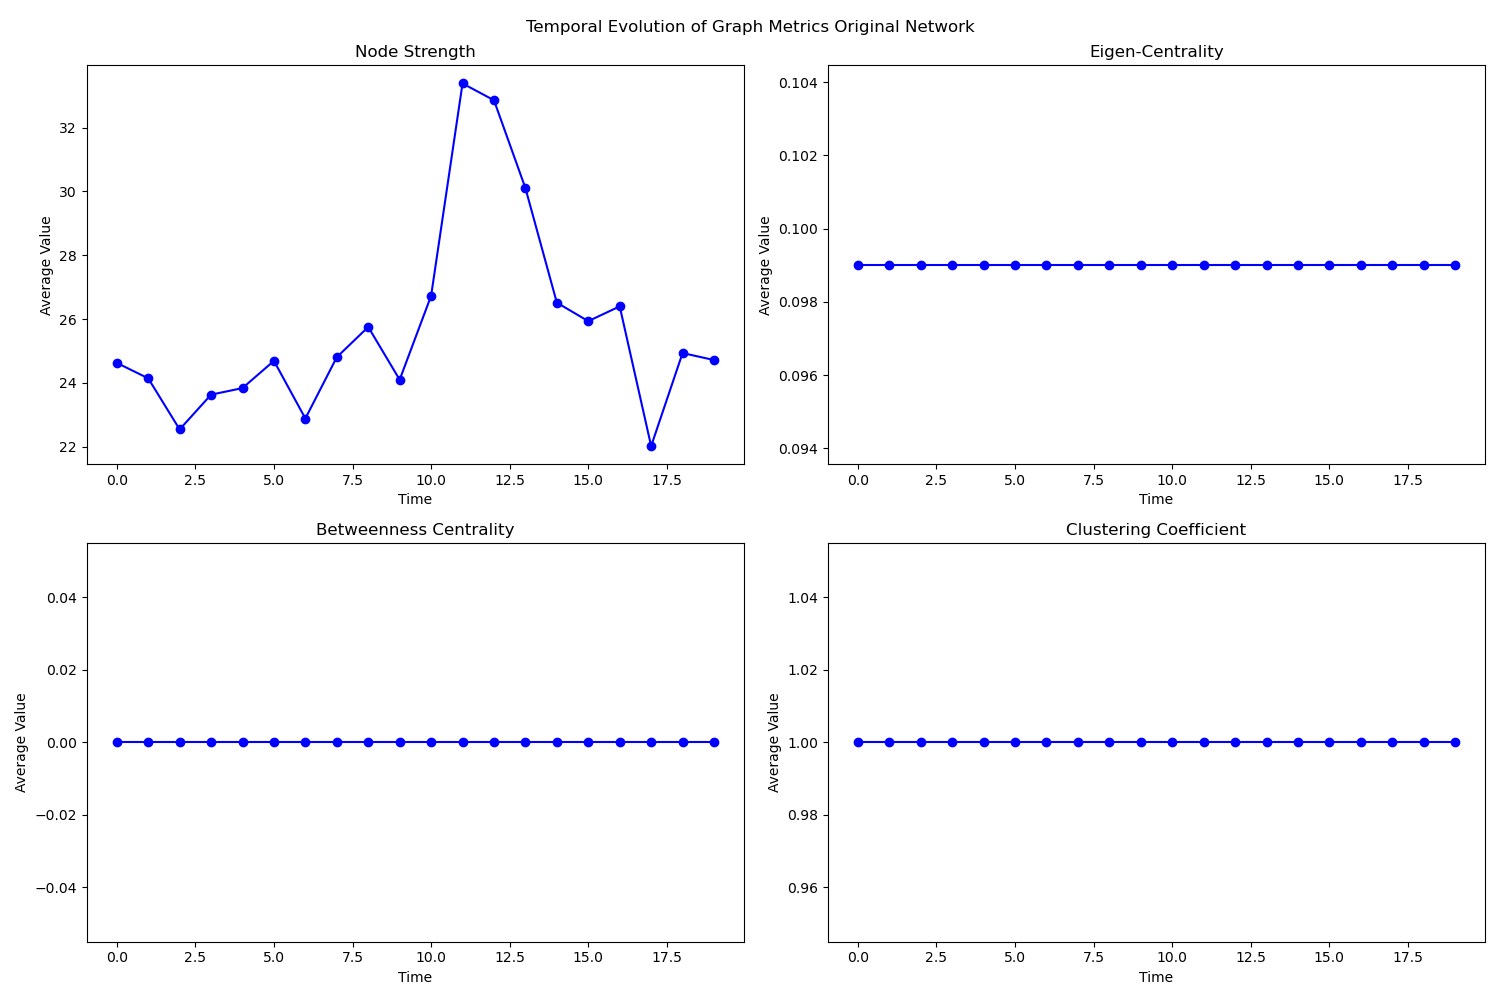 Temporal Evolution of Graph Metrics Original Network
Node Strength
Average Value
32
30
28
26
24
22
0.0 2.5 5.0 7.5 10.0 12.5 15.0 17.5
Time
Eigen-Centrality
Average Value
0.104
0.102
0.100
0.098
0.096
0.094
0.0 2.5 5.0 7.5 10.0 12.5 15.0 17.5
Time
Betweenness Centrality
Average Value
0.04
0.02
0.00
−0.02
−0.04
0.0 2.5 5.0 7.5 10.0 12.5 15.0 17.5
Time
Clustering Coefficient
Average Value
1.04
1.02
1.00
0.98
0.96
0.0 2.5 5.0 7.5 10.0 12.5 15.0 17.5
Time